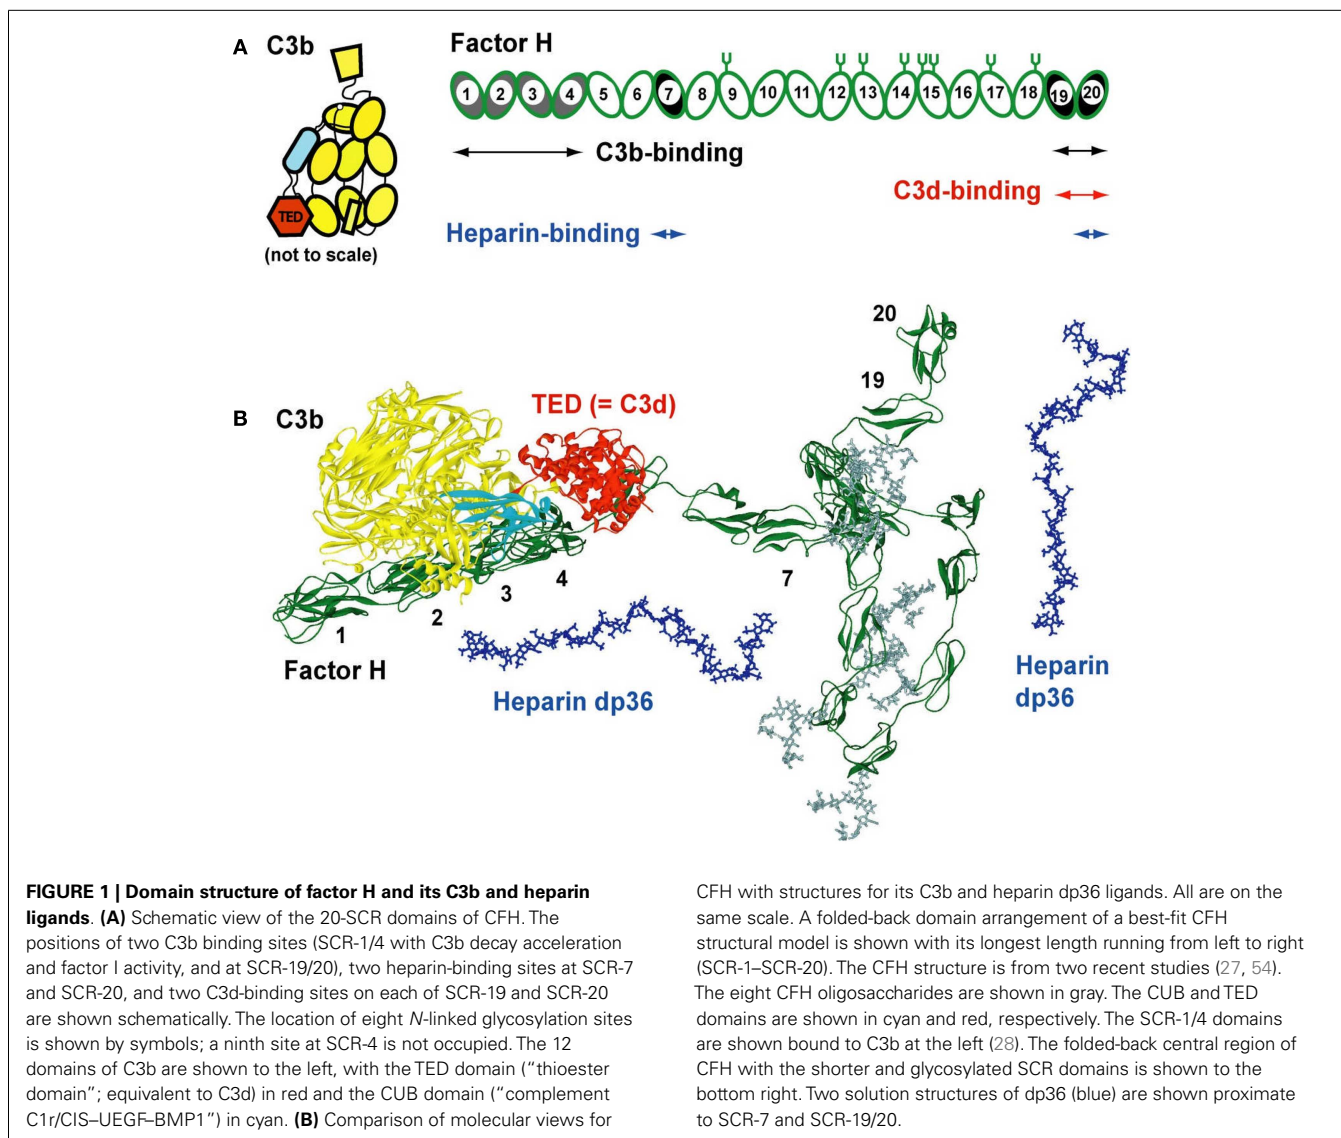 A
C3b
Factor H
1 2 3 4 5 6 7 8 9 10 11 12 13 14 15 16 17 18 19 20
C3b-binding
C3d-binding
TED
Heparin-binding
(not to scale)
B
C3b
TED (= C3d)
20
19
7
4
3
2
1
Factor H
Heparin dp36
Heparin
dp36
FIGURE 1 | Domain structure of factor H and its C3b and heparin
ligands. (A) Schematic view of the 20-SCR domains of CFH. The
positions of two C3b binding sites (SCR-1/4 with C3b decay acceleration
and factor I activity, and at SCR-19/20), two heparin-binding sites at SCR-7
and SCR-20, and two C3d-binding sites on each of SCR-19 and SCR-20
are shown schematically. The location of eight N-linked glycosylation sites
is shown by symbols; a ninth site at SCR-4 is not occupied. The 12
domains of C3b are shown to the left, with the TED domain (“thioester
domain”; equivalent to C3d) in red and the CUB domain (“complement
C1r/CIS–UEGF–BMP1”) in cyan. (B) Comparison of molecular views for
CFH with structures for its C3b and heparin dp36 ligands. All are on the
same scale. A folded-back domain arrangement of a best-fit CFH
structural model is shown with its longest length running from left to right
(SCR-1–SCR-20). The CFH structure is from two recent studies (27, 54).
The eight CFH oligosaccharides are shown in gray. The CUB and TED
domains are shown in cyan and red, respectively. The SCR-1/4 domains
are shown bound to C3b at the left (28). The folded-back central region of
CFH with the shorter and glycosylated SCR domains is shown to the
bottom right. Two solution structures of dp36 (blue) are shown proximate
to SCR-7 and SCR-19/20.